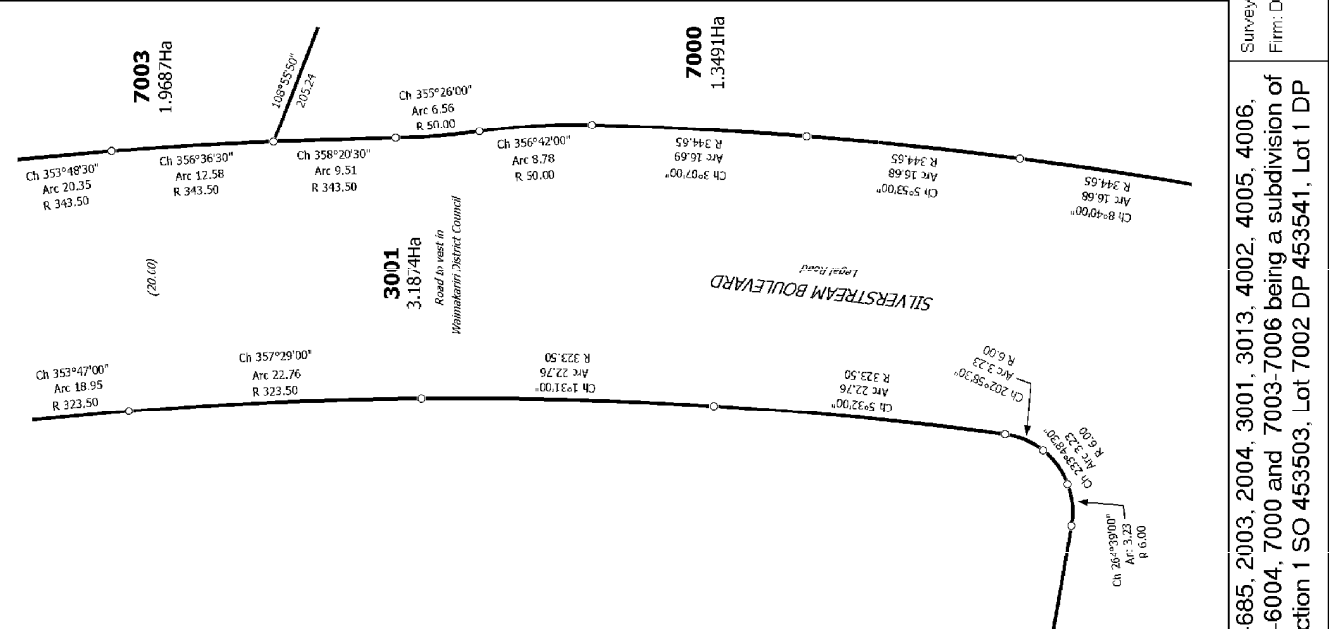 7003
1.9687Ha
108°55'50"
205.24
7000
1.3491Ha
Ch 353°48'30"
Arc 20.35
R 343.50
Ch 356°36'30"
Arc 12.58
R 343.50
Ch 358°20'30"
Arc 9.51
R 343.50
Ch 355°26'00"
Arc 6.56
R 50.00
Ch 356°42'00"
Arc 8.78
R 50.00
Ch 3°07'00"
Arc 16.69
R 344.65
Ch 5°53'00"
Arc 16.68
R 344.65
Ch 8°40'00"
Arc 16.68
R 344.65
(20.00)
3001
3.1874Ha
Road to vest in
Waimakariri District Council
SILVERSTREAM BOULEVARD
Legal Road
Ch 353°47'00"
Arc 18.95
R 323.50
Ch 357°29'00"
Arc 22.76
R 323.50
Ch 1°31'00"
Arc 22.76
R 323.50
Ch 5°32'00"
Arc 22.76
R 323.50
Ch 202°58'30"
Arc 3.23
R 6.00
Ch 233°48'30"
Arc 3.23
R 6.00
Ch 264°39'00"
Arc 3.23
R 6.00
Survey
Firm: D
685, 2003, 2004, 3001, 3013, 4002, 4005, 4006,
-6004, 7000 and 7003-7006 being a subdivision of
ction 1 SO 453503, Lot 7002 DP 453541, Lot 1 DP